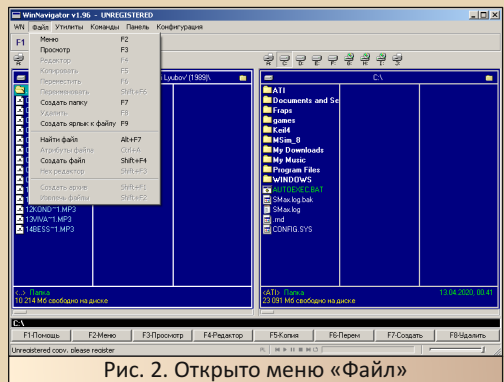 WinNavigator v1.96 - UNREGISTERED
WN Файл Утилиты Команды Панель Конфигурация
F1
Меню F2
Просмотр F3
Редактор F4
Копировать F5
Переместить F6
Переименовать Shift+F6
Создать папку F7
Удалить F8
Создать ярлык к файлу F9
Найти файл Alt+F7
Атрибуты файла Ctrl+A
Создать файл Shift+F4
Hex редактор Shift+F3
Создать архив Shift+F1
Извлечь файлы Shift+F2
Lyubov' (1989)\
12KOND~1.MP3
13VIVA~1.MP3
14BESS~1.MP3
<..> Папка
10 214 Мб свободно на диске
C:\
ATI
Documents and Se
Fraps
games
Keil4
MSim_8
My Downloads
My Music
Program Files
WINDOWS
AUTOEXEC.BAT
SMax.log.bak
SMax.log
.rnd
CONFIG.SYS
<ATI> Папка 13.04.2020, 00:41
23 091 Мб свободно на диске
C:\
F1-Помощь F2-Меню F3-Просмотр F4-Редактор F5-Копия F6-Перем F7-Создать F8-Удалить
Unregistered copy, please register
Рис. 2. Открыто меню «Файл»